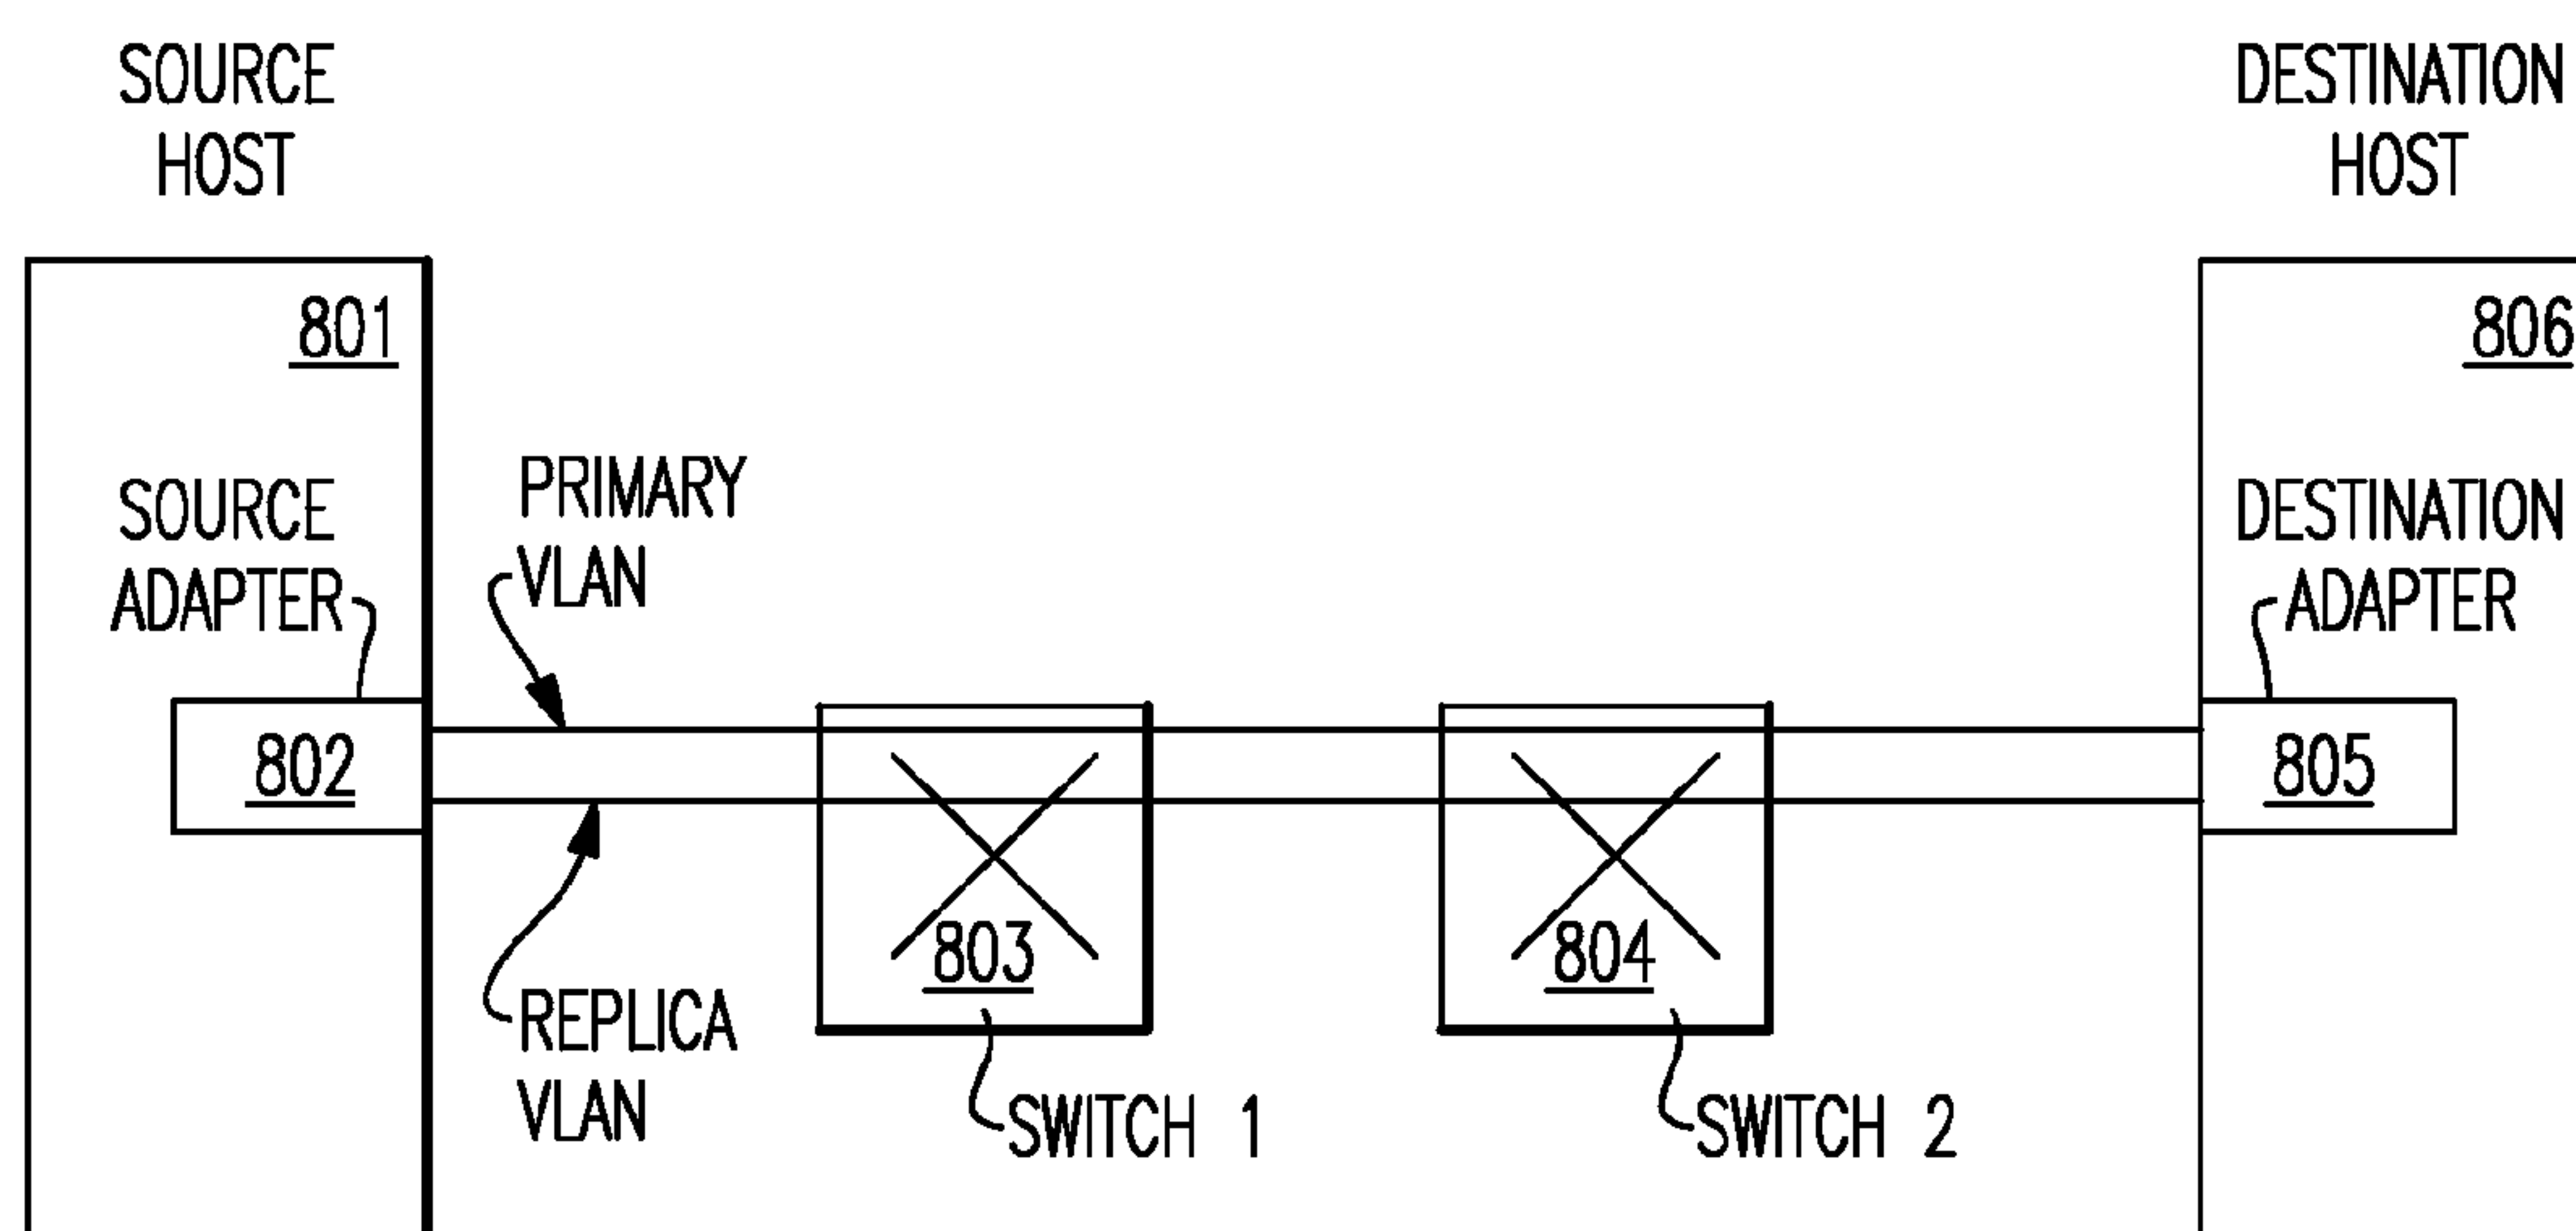 SOURCE
HOST
DESTINATION
HOST
801
806
SOURCE
ADAPTER
PRIMARY
VLAN
DESTINATION
ADAPTER
802
805
803
804
REPLICA
VLAN
SWITCH 1
SWITCH 2